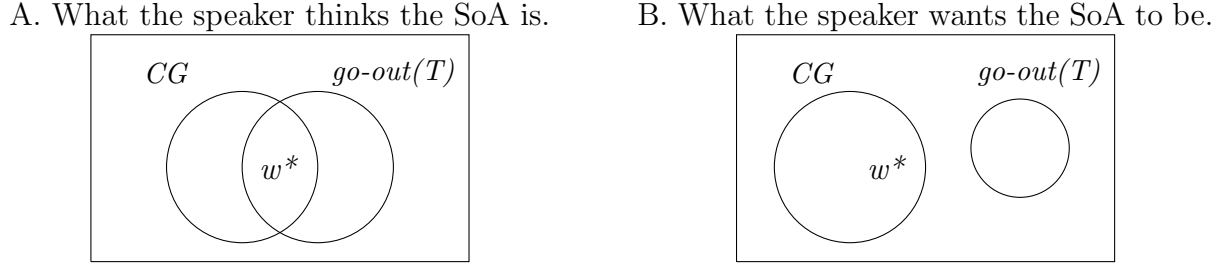 A. What the speaker thinks the SoA is.
CG
go-out(T)
w*
B. What the speaker wants the SoA to be.
CG
go-out(T)
w*